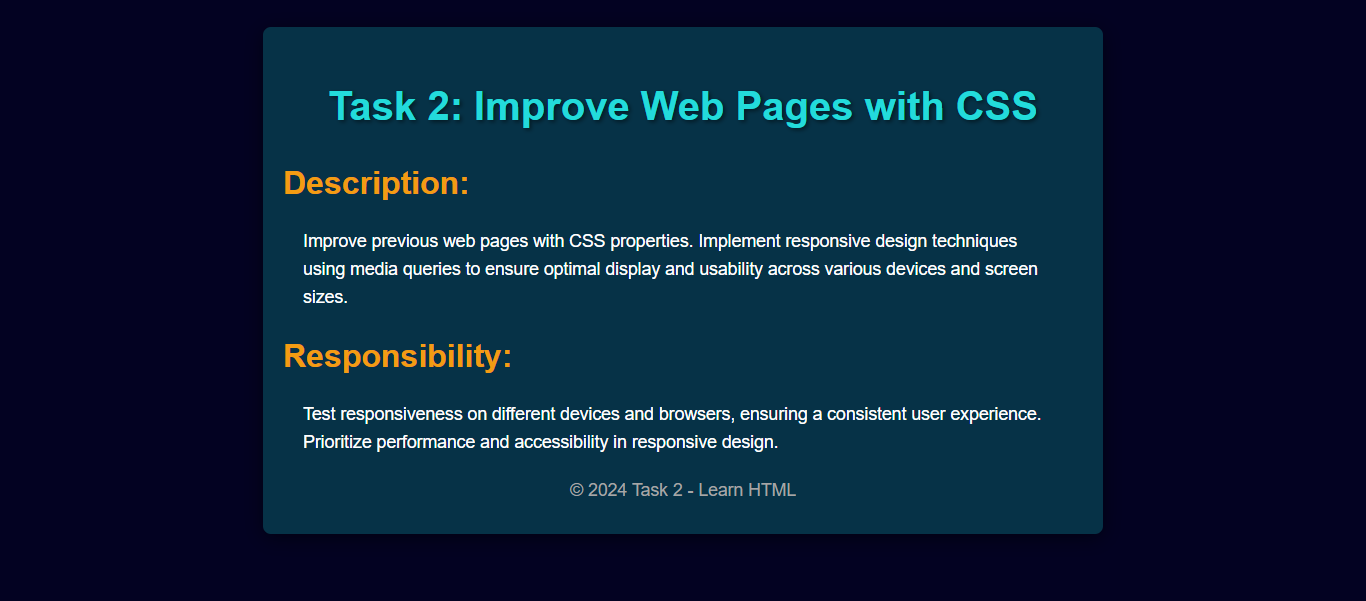 Task 2: Improve Web Pages with CSS
Description:
Improve previous web pages with CSS properties. Implement responsive design techniques
using media queries to ensure optimal display and usability across various devices and screen
sizes.
Responsibility:
Test responsiveness on different devices and browsers, ensuring a consistent user experience.
Prioritize performance and accessibility in responsive design.
© 2024 Task 2 - Learn HTML